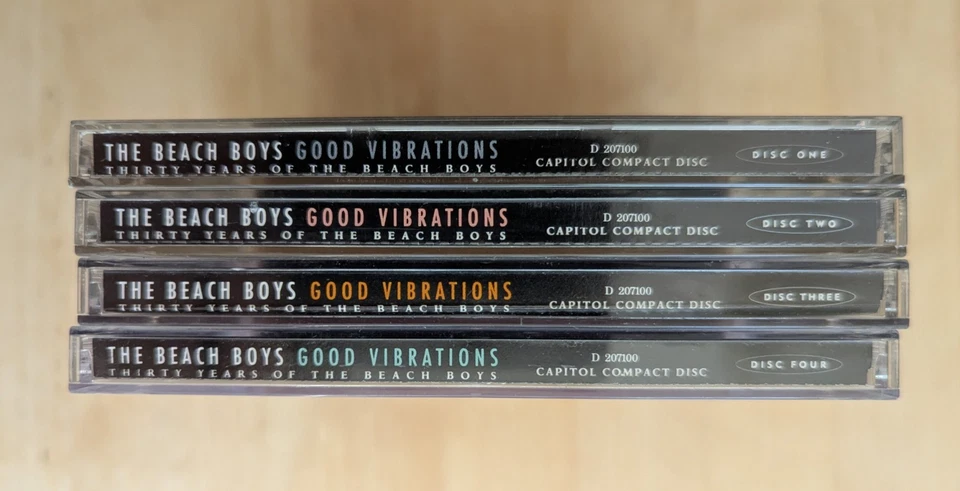 THE BEACH BOYS GOOD VIBRATIONS
THIRTY YEARS OF THE BEACH BOYS
D 207100
CAPITOL COMPACT DISC
DISC ONE
THE BEACH BOYS GOOD VIBRATIONS
THIRTY YEARS OF THE BEACH BOYS
D 207100
CAPITOL COMPACT DISC
DISC TWO
THE BEACH BOYS GOOD VIBRATIONS
THIRTY YEARS OF THE BEACH BOYS
D 207100
CAPITOL COMPACT DISC
DISC THREE
THE BEACH BOYS GOOD VIBRATIONS
THIRTY YEARS OF THE BEACH BOYS
D 207100
CAPITOL COMPACT DISC
DISC FOUR